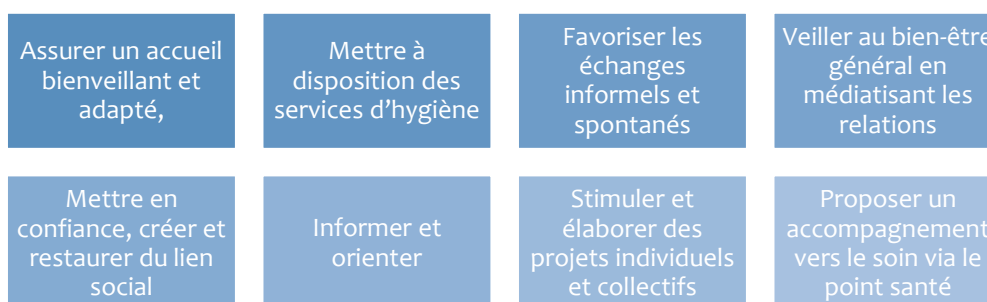 Assurer un accueil
bienveillant et
adapté,
Mettre à
disposition des
services d’hygiène
Favoriser les
échanges
informels et
spontanés
Veiller au bien-être
général en
médiatisant les
relations
Mettre en
confiance, créer et
restaurer du lien
social
Informer et
orienter
Stimuler et
élaborer des
projets individuels
et collectifs
Proposer un
accompagnement
vers le soin via le
point santé